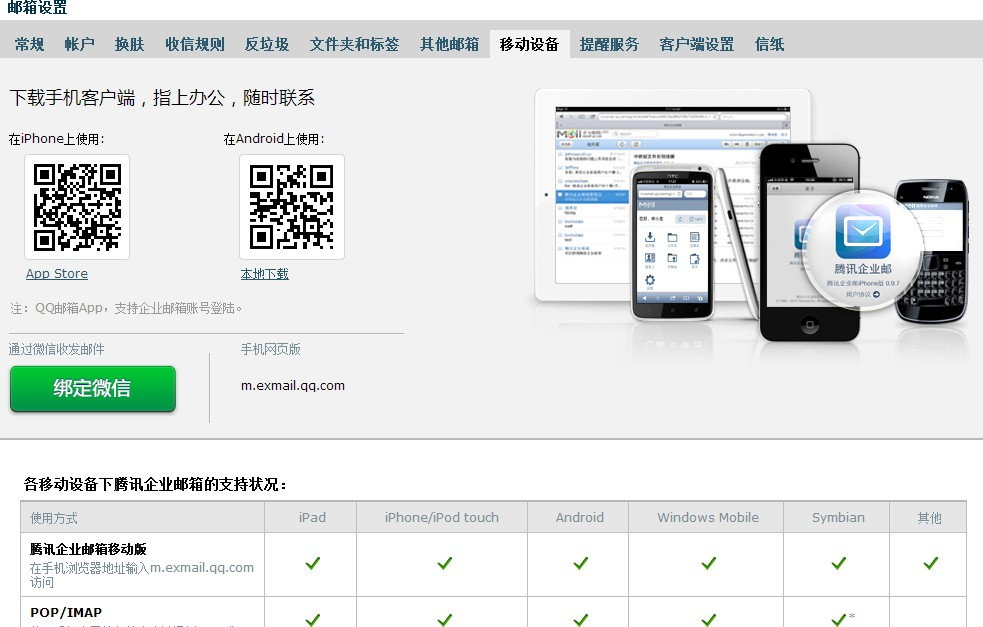 邮箱设置
常规 帐户 换肤 收信规则 反垃圾 文件夹和标签 其他邮箱 移动设备 提醒服务 客户端设置 信纸
下载手机客户端，指上办公，随时联系
在iPhone上使用： 在Android上使用：
App Store 本地下载
注：QQ邮箱App，支持企业邮箱账号登陆。
通过微信收发邮件 手机网页版
绑定微信
m.exmail.qq.com
腾讯企业邮
腾讯企业邮iPhone版 0.9.7
用户协议
NOKIA
各移动设备下腾讯企业邮箱的支持状况：
使用方式 iPad iPhone/iPod touch Android Windows Mobile Symbian 其他
腾讯企业邮箱移动版
在手机浏览器地址输入m.exmail.qq.com
访问
POP/IMAP
*